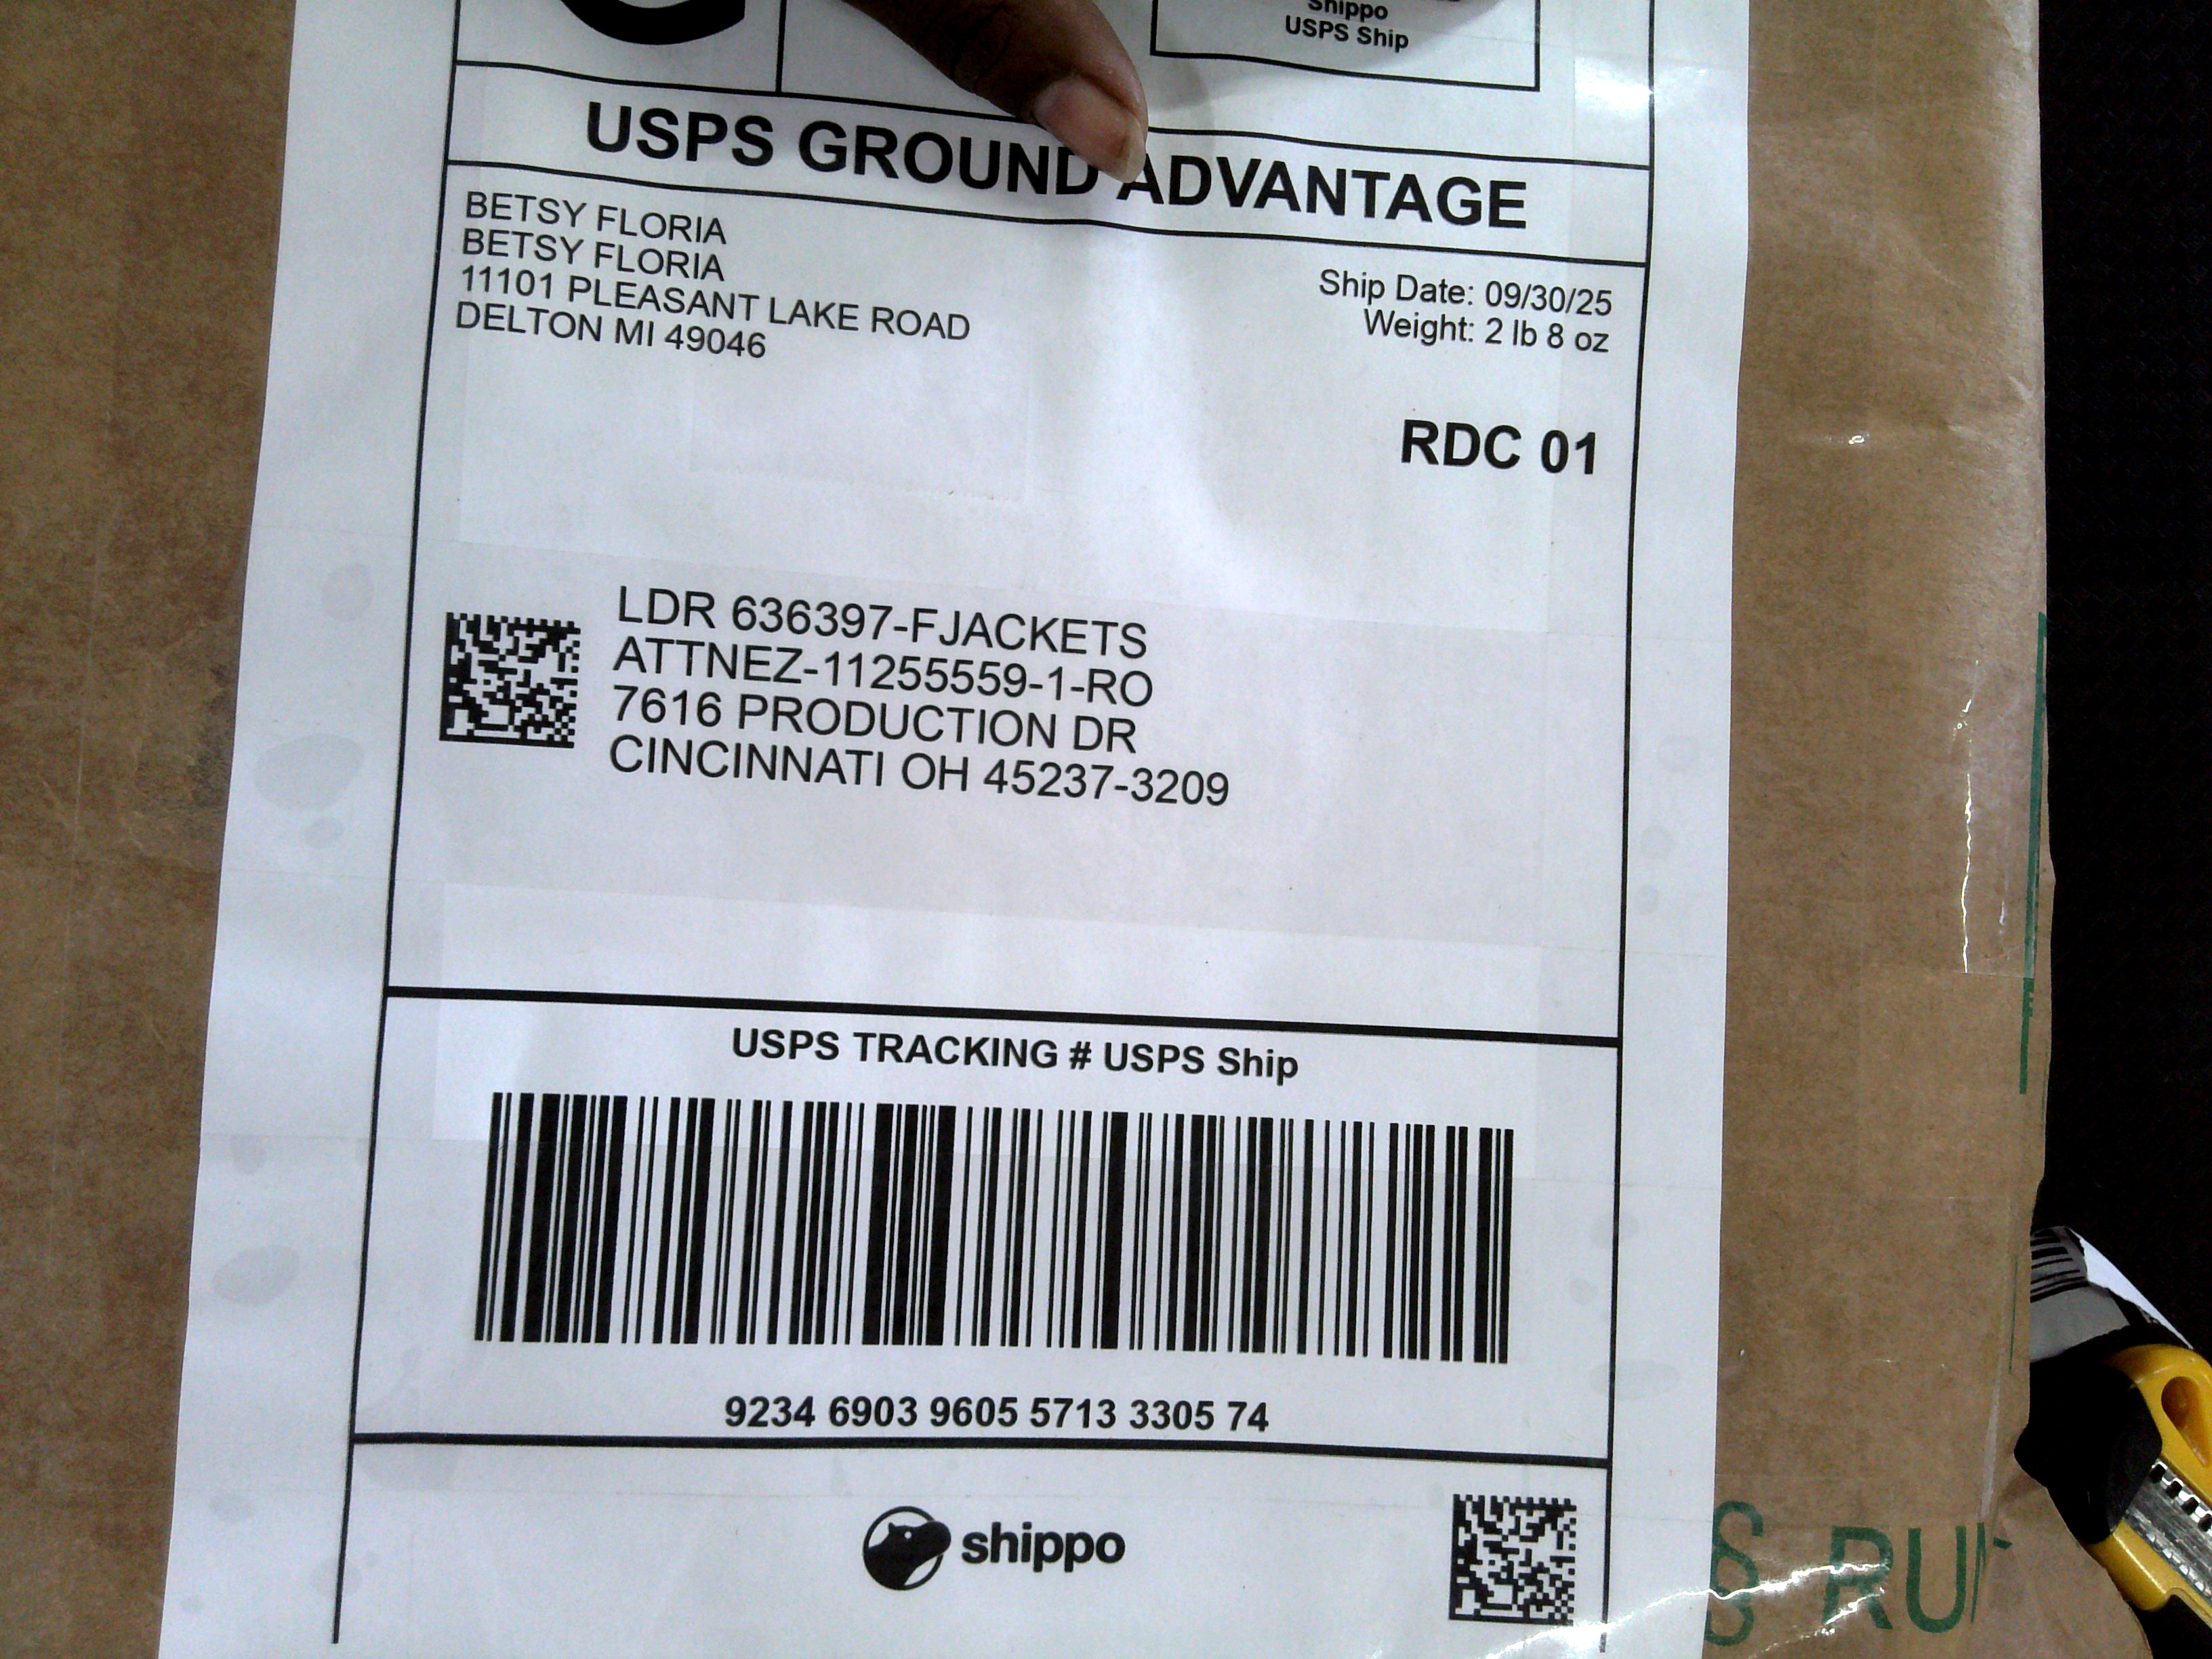 Shippo
USPS Ship
USPS GROUND ADVANTAGE
BETSY FLORIA
BETSY FLORIA
11101 PLEASANT LAKE ROAD
DELTON MI 49046
Ship Date: 09/30/25
Weight: 2 lb 8 oz
RDC 01
LDR 636397-FJACKETS
ATTNEZ-11255559-1-RO
7616 PRODUCTION DR
CINCINNATI OH 45237-3209
USPS TRACKING # USPS Ship
9234 6903 9605 5713 3305 74
shippo